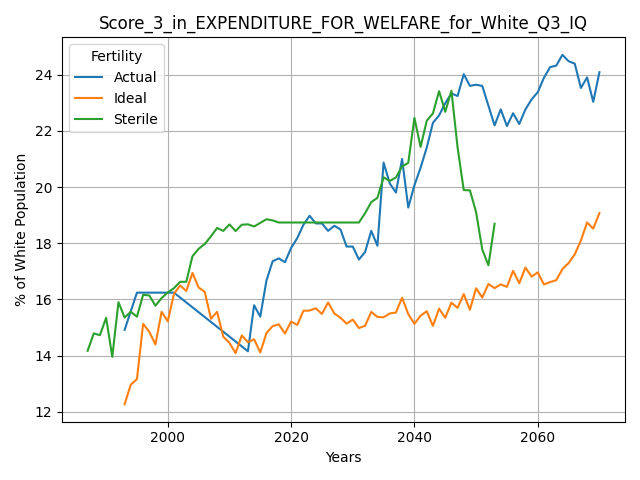 Score_3_in_EXPENDITURE_FOR_WELFARE_for_White_Q3_IQ
Fertility
Actual
Ideal
Sterile
% of White Population
24
22
20
18
16
14
12
2000
2020
2040
2060
Years